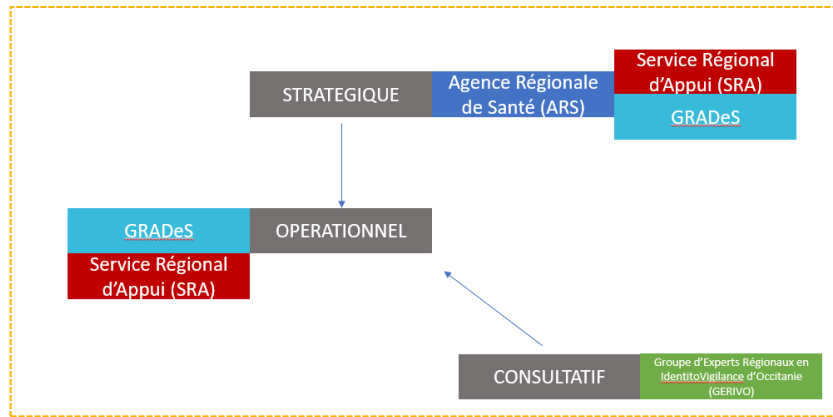 STRATEGIQUE
Agence Régionale
de Santé (ARS)
Service Régional
d'Appui (SRA)
GRADeS
GRADeS
Service Régional
d'Appui (SRA)
OPERATIONNEL
CONSULTATIF
Groupe d'Experts Régionaux en
IdentitoVigilance d'Occitanie
(GERIVO)